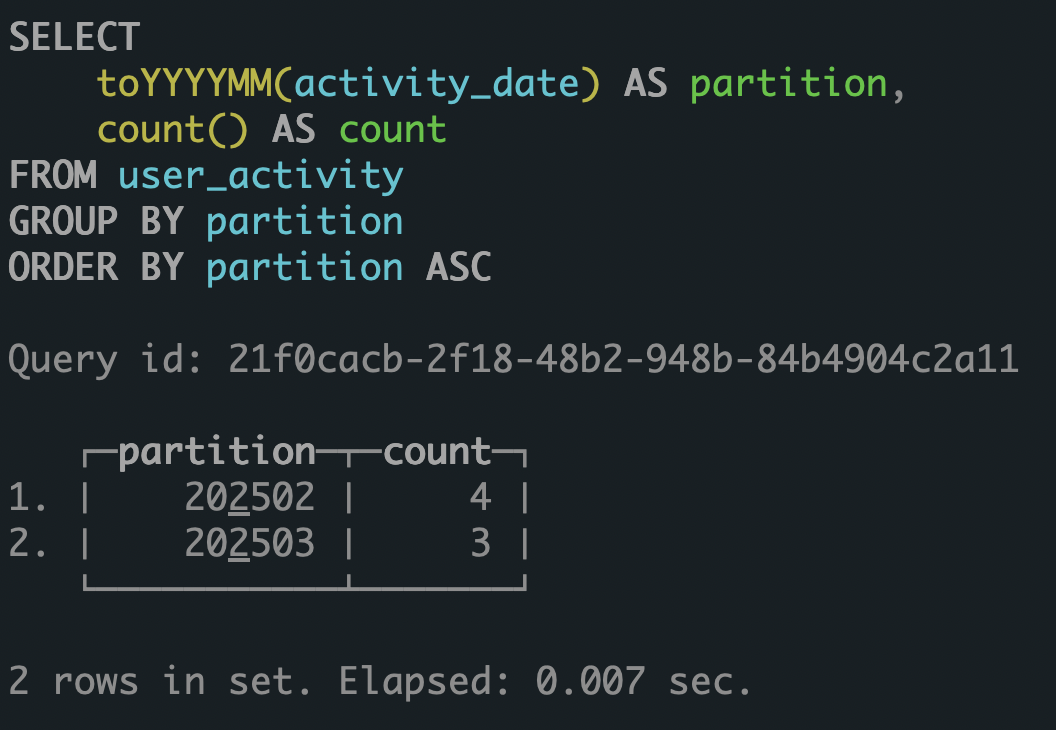 SELECT
    toYYYYMM(activity_date) AS partition,
    count() AS count
FROM user_activity
GROUP BY partition
ORDER BY partition ASC

Query id: 21f0cacb-2f18-48b2-948b-84b4904c2a11

   ┌─partition─┬─count─┐
1. │    202502 │     4 │
2. │    202503 │     3 │
   └───────────┴───────┘

2 rows in set. Elapsed: 0.007 sec.